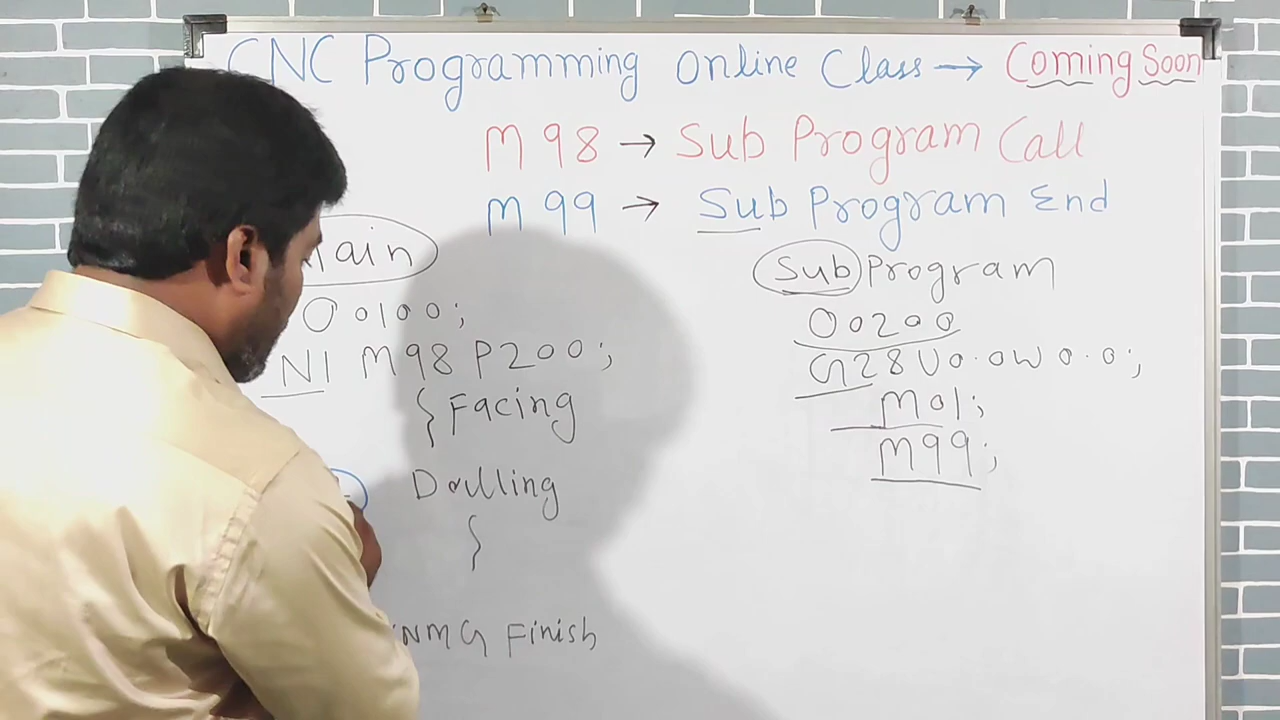 CNC Programming Online Class → Coming Soon
M98 → Sub Program Call
M99 → Sub Program End
ain
O0100;
N1 M98 P200;
{ Facing
Drilling
}
NMG Finish
Sub Program
O0200
G28 U0.0 W0.0;
M01;
M99;